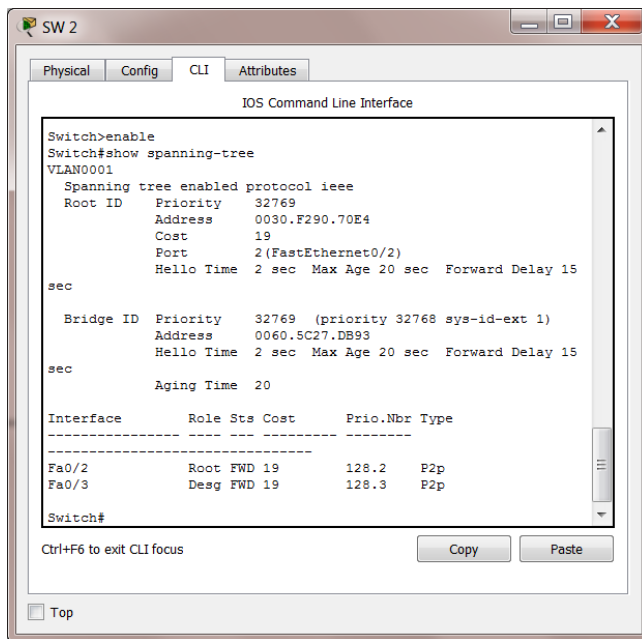 SW 2
Physical Config CLI Attributes
IOS Command Line Interface
Switch>enable
Switch#show spanning-tree
VLAN0001
  Spanning tree enabled protocol ieee
  Root ID    Priority    32769
             Address     0030.F290.70E4
             Cost        19
             Port        2(FastEthernet0/2)
             Hello Time  2 sec  Max Age 20 sec  Forward Delay 15
sec

  Bridge ID  Priority    32769  (priority 32768 sys-id-ext 1)
             Address     0060.5C27.DB93
             Hello Time  2 sec  Max Age 20 sec  Forward Delay 15
sec
             Aging Time  20

Interface        Role Sts Cost      Prio.Nbr Type
---------------- ---- --- --------- --------
--------------------------------
Fa0/2            Root FWD 19        128.2    P2p
Fa0/3            Desg FWD 19        128.3    P2p

Switch#
Ctrl+F6 to exit CLI focus
Copy Paste
Top